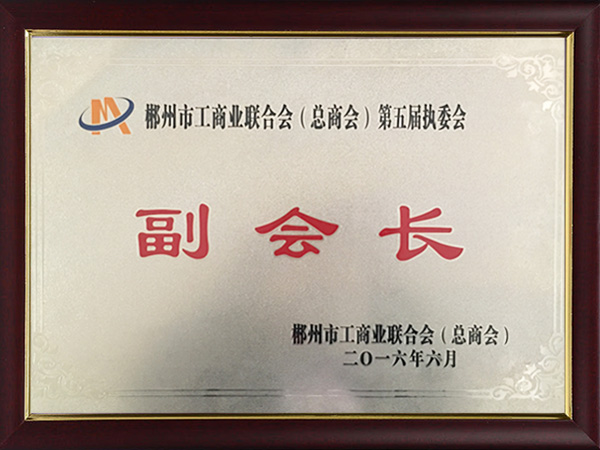 郴州市工商业联合会（总商会）第五届执委会
副会长
郴州市工商业联合会（总商会）
二〇一六年六月